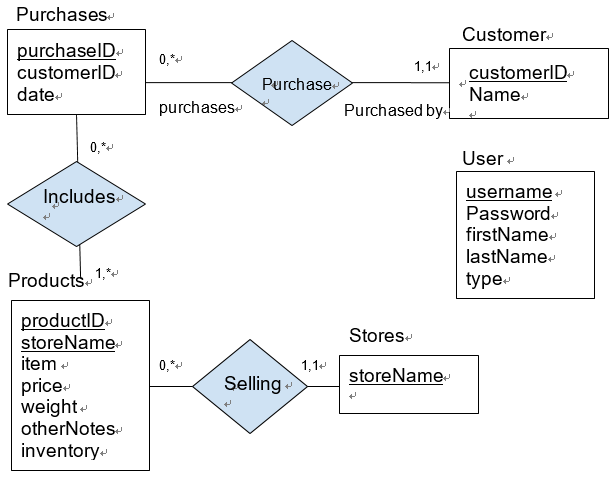 Purchases
purchaseID
customerID
date
0,*
purchases
Purchase
1,1
Purchased by
Customer
customerID
Name
0,*
Includes
1,*
User
username
Password
firstName
lastName
type
Products
productID
storeName
item
price
weight
otherNotes
inventory
0,*
Selling
1,1
Stores
storeName